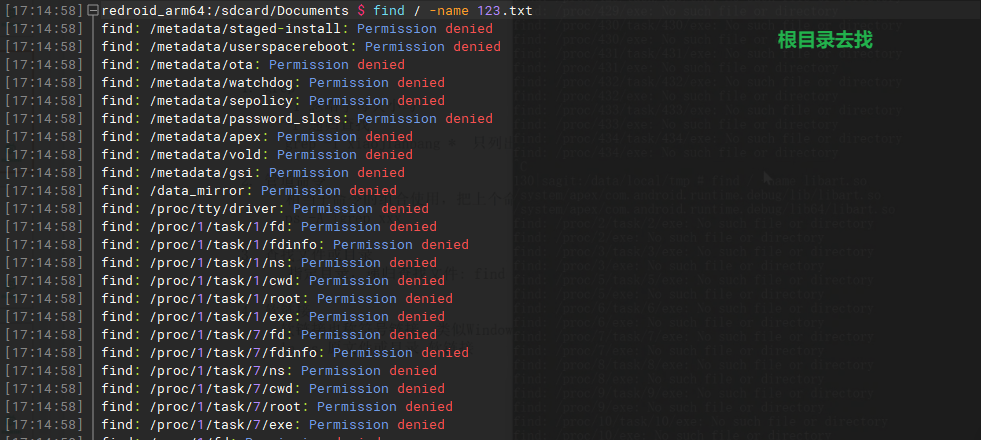 [17:14:58] redroid_arm64:/sdcard/Documents $ find / -name 123.txt
[17:14:58] find: /metadata/staged-install: Permission denied
根目录去找
[17:14:58] find: /metadata/userspacereboot: Permission denied
[17:14:58] find: /metadata/ota: Permission denied
[17:14:58] find: /metadata/watchdog: Permission denied
[17:14:58] find: /metadata/sepolicy: Permission denied
[17:14:58] find: /metadata/password_slots: Permission denied
[17:14:58] find: /metadata/apex: Permission denied
[17:14:58] find: /metadata/vold: Permission denied
[17:14:58] find: /metadata/gsi: Permission denied
[17:14:58] find: /data_mirror: Permission denied
[17:14:58] find: /proc/tty/driver: Permission denied
[17:14:58] find: /proc/1/task/1/fd: Permission denied
[17:14:58] find: /proc/1/task/1/fdinfo: Permission denied
[17:14:58] find: /proc/1/task/1/ns: Permission denied
[17:14:58] find: /proc/1/task/1/cwd: Permission denied
[17:14:58] find: /proc/1/task/1/root: Permission denied
[17:14:58] find: /proc/1/task/1/exe: Permission denied
[17:14:58] find: /proc/1/task/7/fd: Permission denied
[17:14:58] find: /proc/1/task/7/fdinfo: Permission denied
[17:14:58] find: /proc/1/task/7/ns: Permission denied
[17:14:58] find: /proc/1/task/7/cwd: Permission denied
[17:14:58] find: /proc/1/task/7/root: Permission denied
[17:14:58] find: /proc/1/task/7/exe: Permission denied
[17:14:58] find: /proc/1/fd: Permission denied